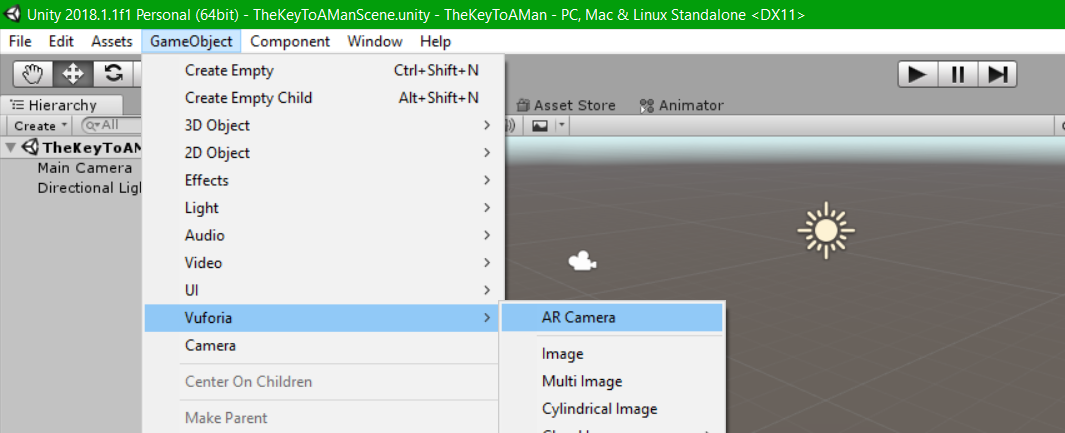 Unity 2018.1.1f1 Personal (64bit) - TheKeyToAManScene.unity - TheKeyToAMan - PC, Mac & Linux Standalone <DX11>
File Edit Assets GameObject Component Window Help
Create Empty Ctrl+Shift+N
Create Empty Child Alt+Shift+N
Hierarchy
Asset Store
Animator
Create
All
3D Object
TheKeyToAM
2D Object
Main Camera
Effects
Directional Lig
Light
Audio
Video
UI
Vuforia
AR Camera
Camera
Image
Center On Children
Multi Image
Cylindrical Image
Make Parent